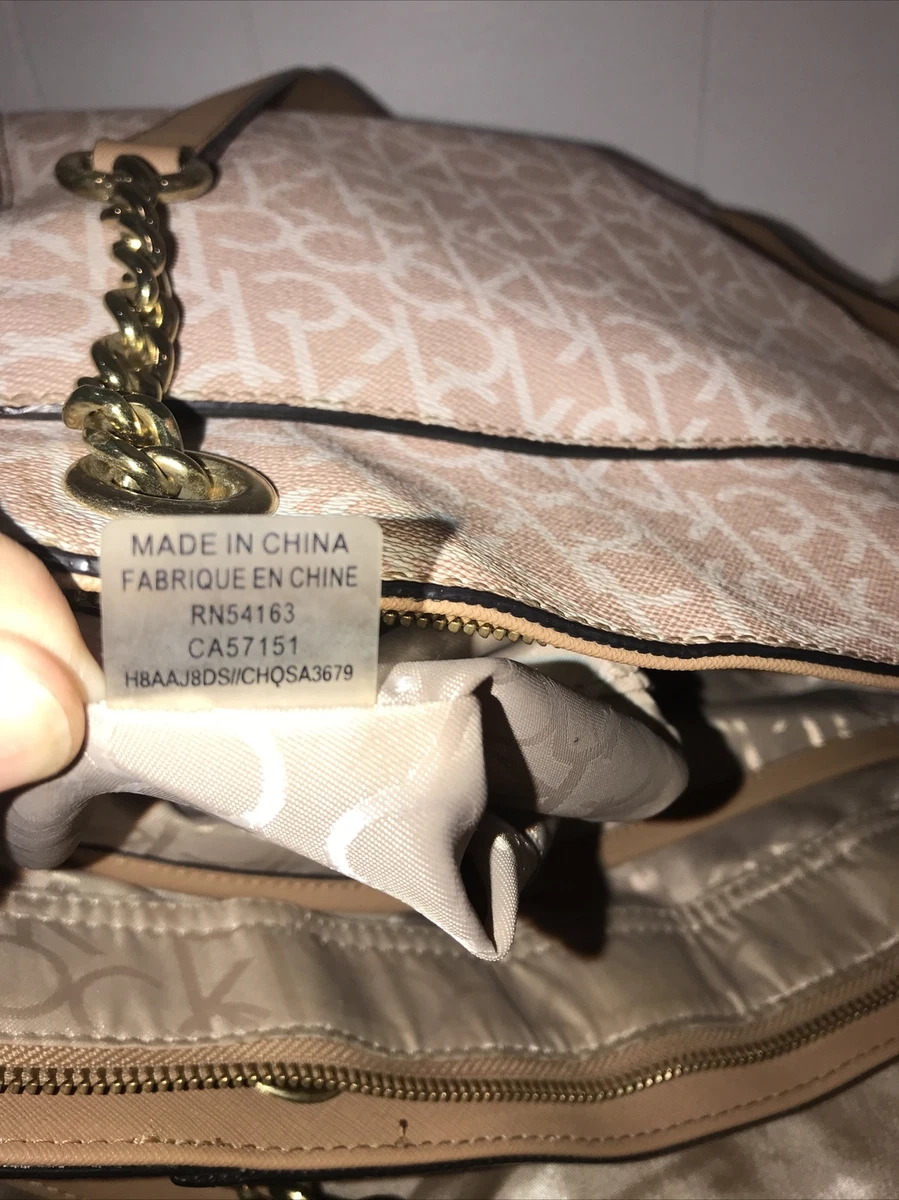 MADE IN CHINA
FABRIQUE EN CHINE
RN54163
CA57151
H8AAJ8DS//CHQSA3679